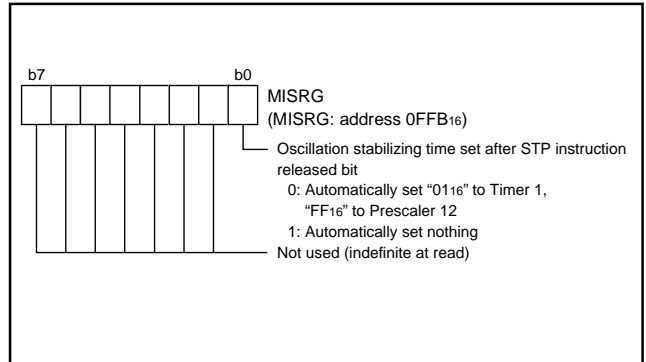 b7 b0
MISRG
(MISRG: address 0FFB16)
Oscillation stabilizing time set after STP instruction
released bit
0: Automatically set “0116” to Timer 1,
“FF16” to Prescaler 12
1: Automatically set nothing
Not used (indefinite at read)